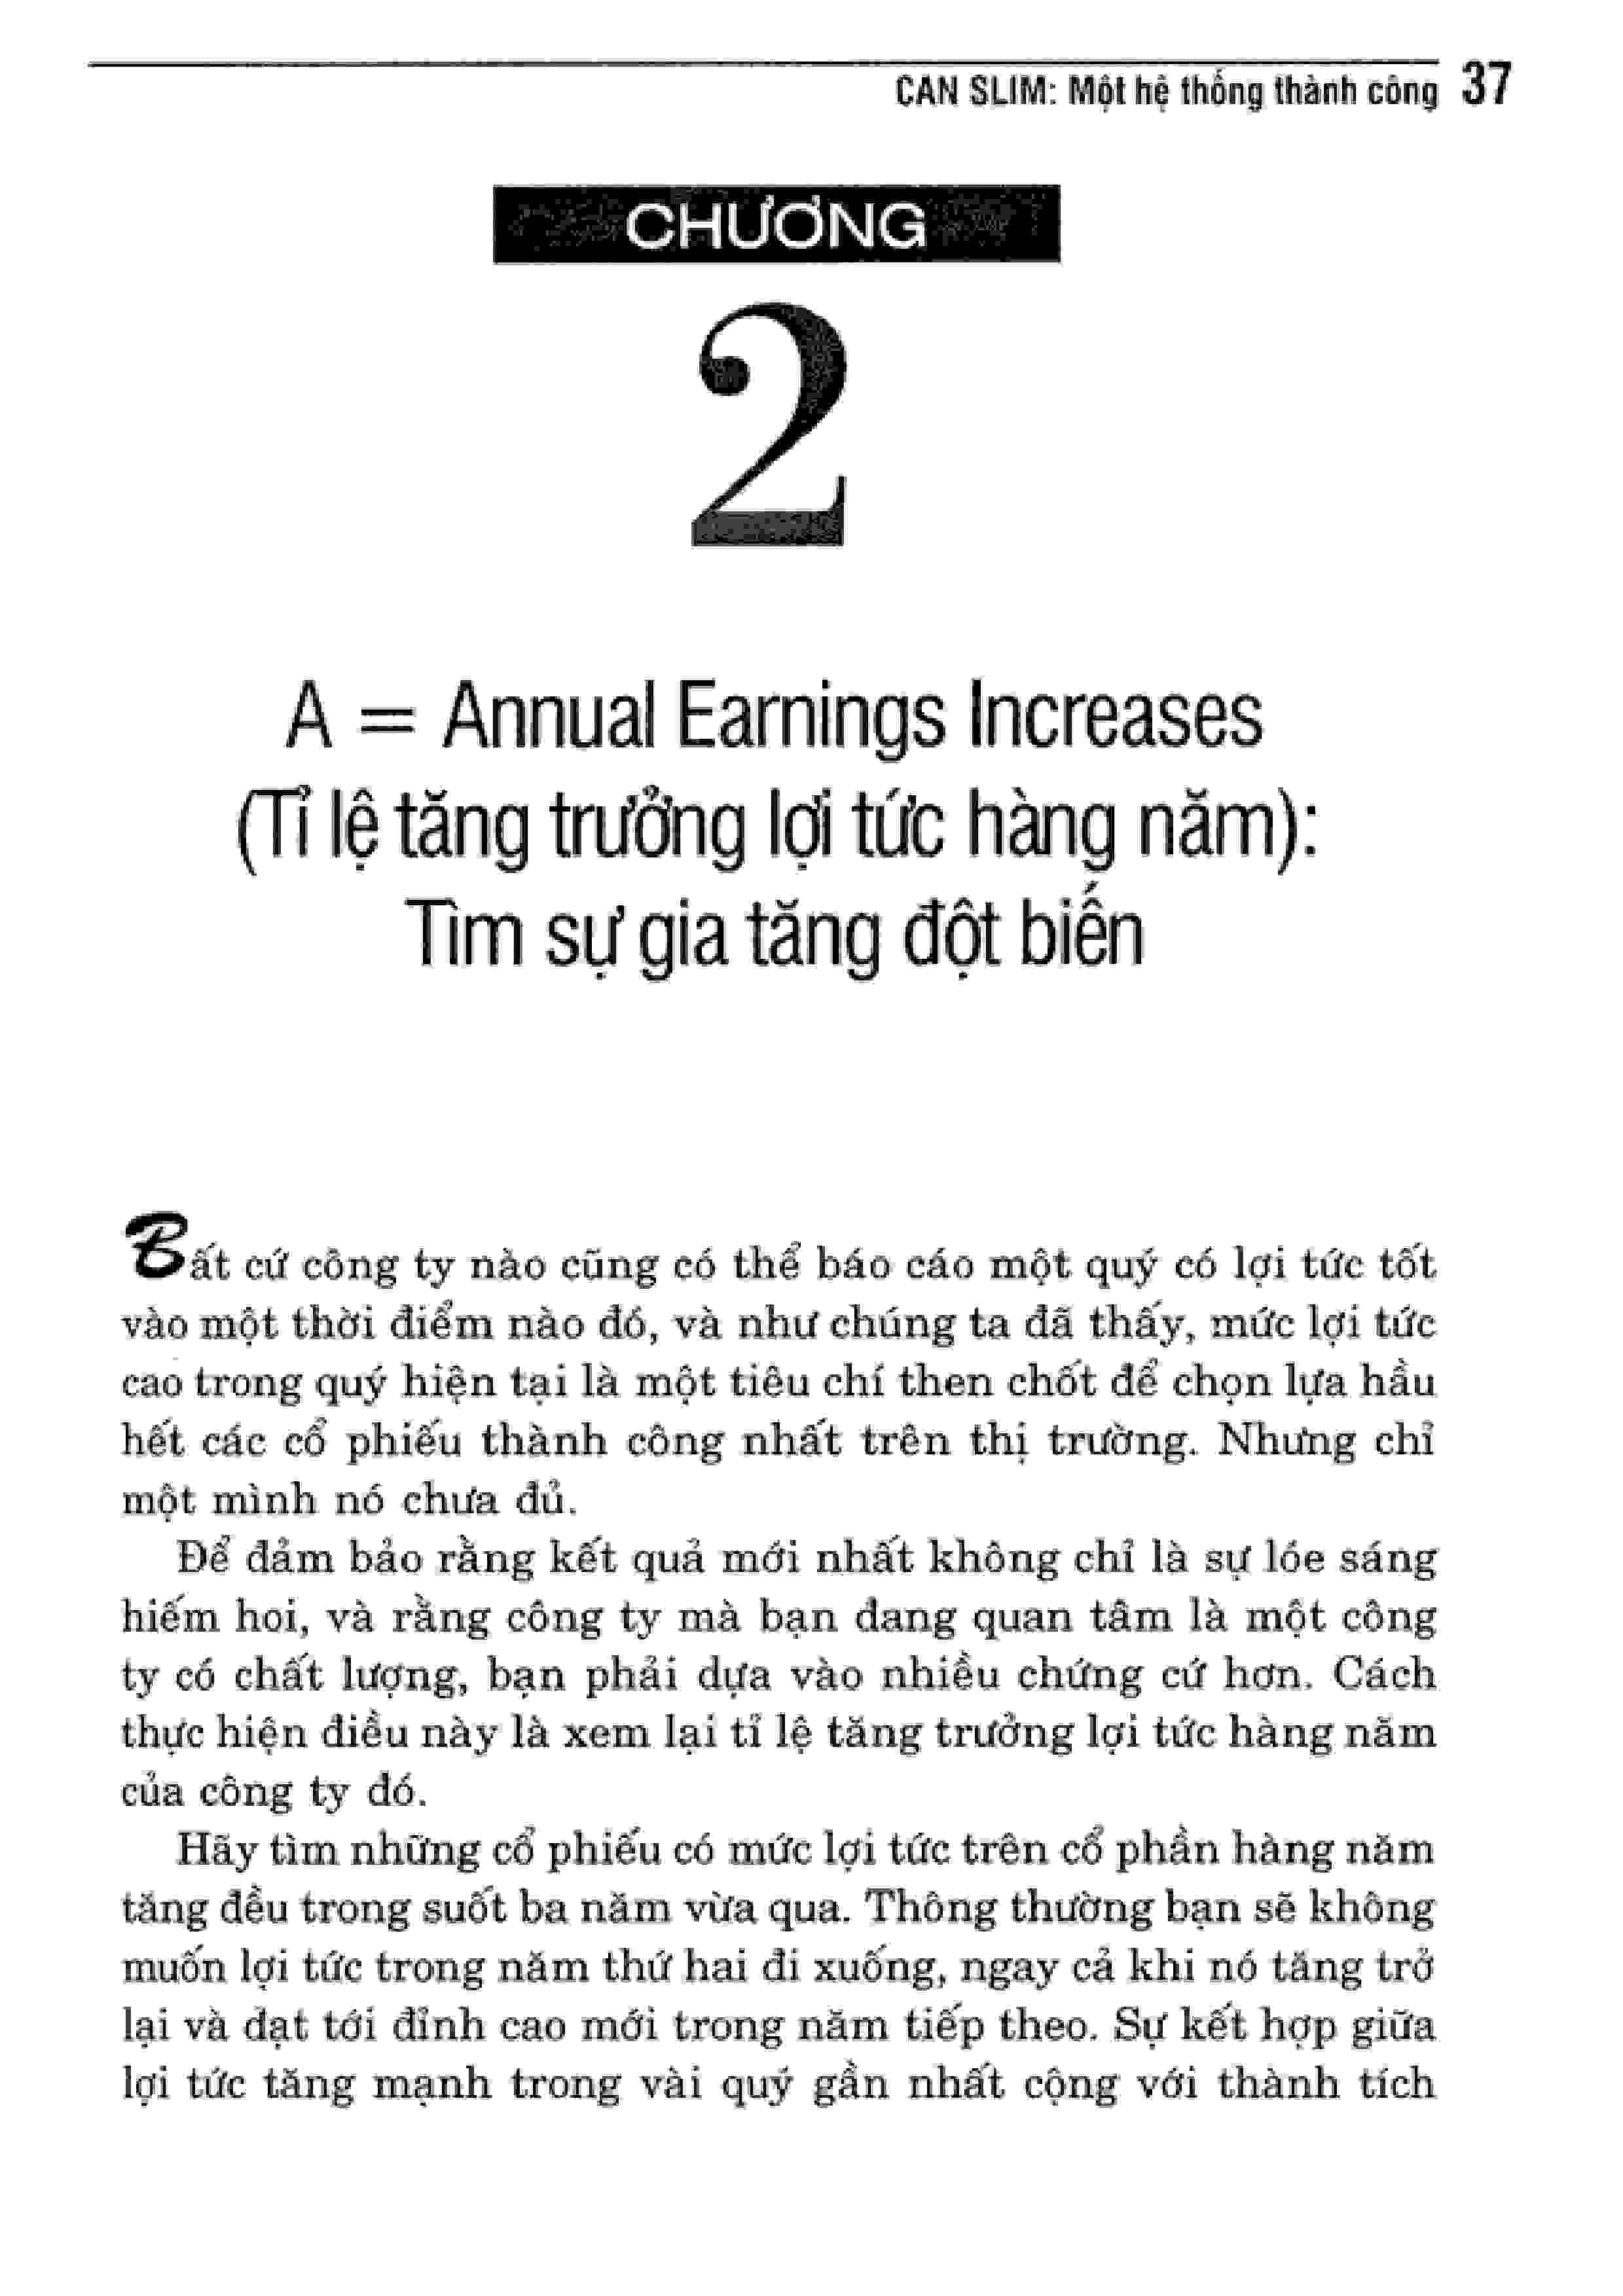 CAN SLIM: Một hệ thống thành công 37
CHƯƠNG
2
A = Annual Earnings Increases
(Tỉ lệ tăng trưởng lợi tức hàng năm):
Tìm sự gia tăng đột biến
Bất cứ công ty nào cũng có thể báo cáo một quý có lợi tức tốt
vào một thời điểm nào đó, và như chúng ta đã thấy, mức lợi tức
cao trong quý hiện tại là một tiêu chí then chốt để chọn lựa hầu
hết các cổ phiếu thành công nhất trên thị trường. Nhưng chỉ
một mình nó chưa đủ.
Để đảm bảo rằng kết quả mới nhất không chỉ là sự lóe sáng
hiếm hoi, và rằng công ty mà bạn đang quan tâm là một công
ty có chất lượng, bạn phải dựa vào nhiều chứng cứ hơn. Cách
thực hiện điều này là xem lại tỉ lệ tăng trưởng lợi tức hàng năm
của công ty đó.
Hãy tìm những cổ phiếu có mức lợi tức trên cổ phần hàng năm
tăng đều trong suốt ba năm vừa qua. Thông thường bạn sẽ không
muốn lợi tức trong năm thứ hai đi xuống, ngay cả khi nó tăng trở
lại và đạt tới đỉnh cao mới trong năm tiếp theo. Sự kết hợp giữa
lợi tức tăng mạnh trong vài quý gần nhất cộng với thành tích